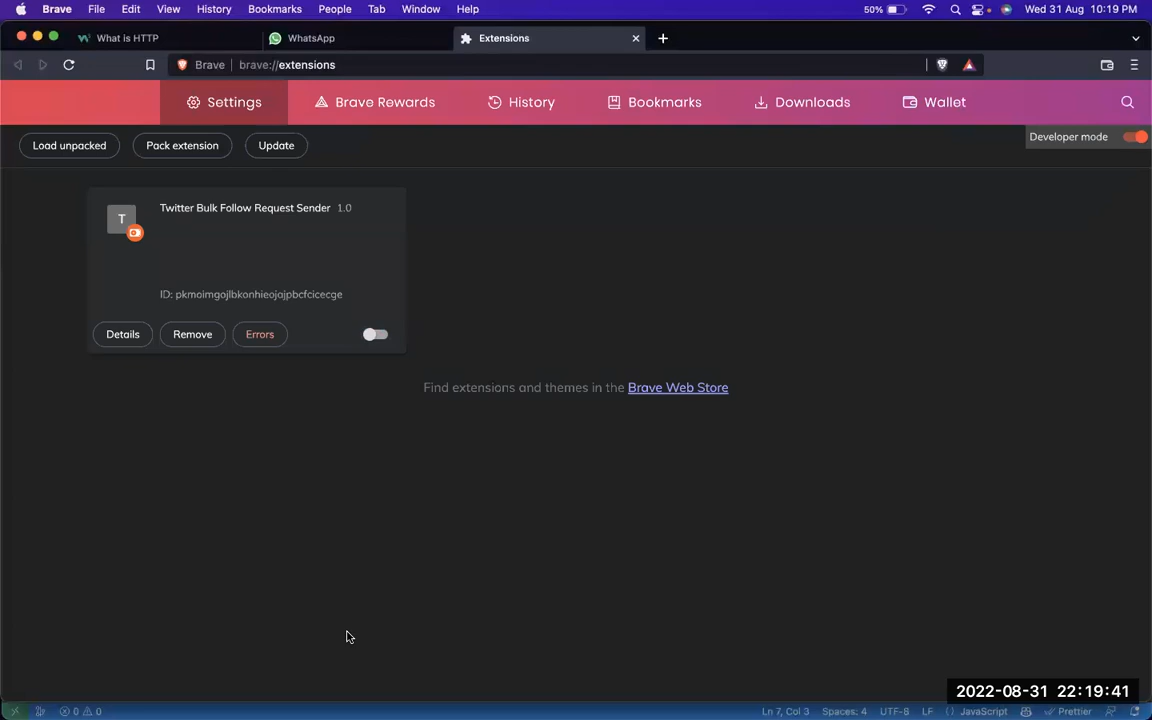 Brave File Edit View History Bookmarks People Tab Window Help 50% Wed 31 Aug 10:19 PM
What is HTTP WhatsApp Extensions
Brave brave://extensions
Settings Brave Rewards History Bookmarks Downloads Wallet
Load unpacked Pack extension Update Developer mode
Twitter Bulk Follow Request Sender 1.0
T
ID: pkmoimgojlbkonhieojajpbcfcicecge
Details Remove Errors
Find extensions and themes in the Brave Web Store
2022-08-31 22:19:41
0 0 Ln 7, Col 3 Spaces: 4 UTF-8 LF JavaScript Prettier